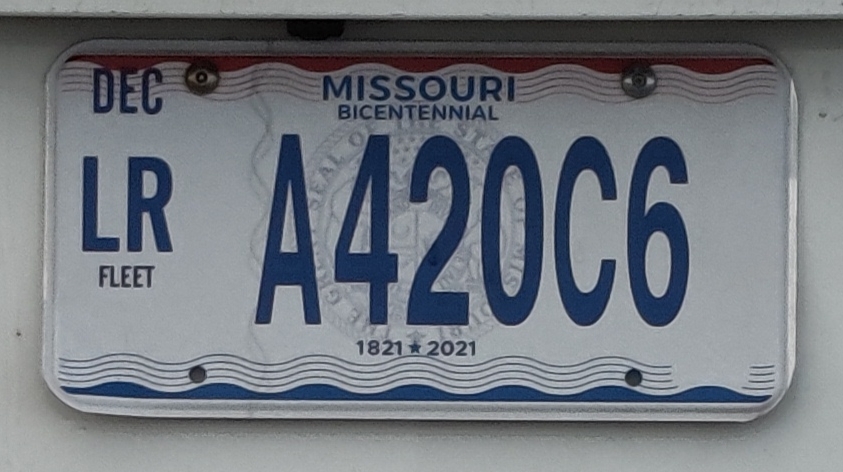 DEC
MISSOURI
BICENTENNIAL
LR
FLEET
A420C6
1821★2021